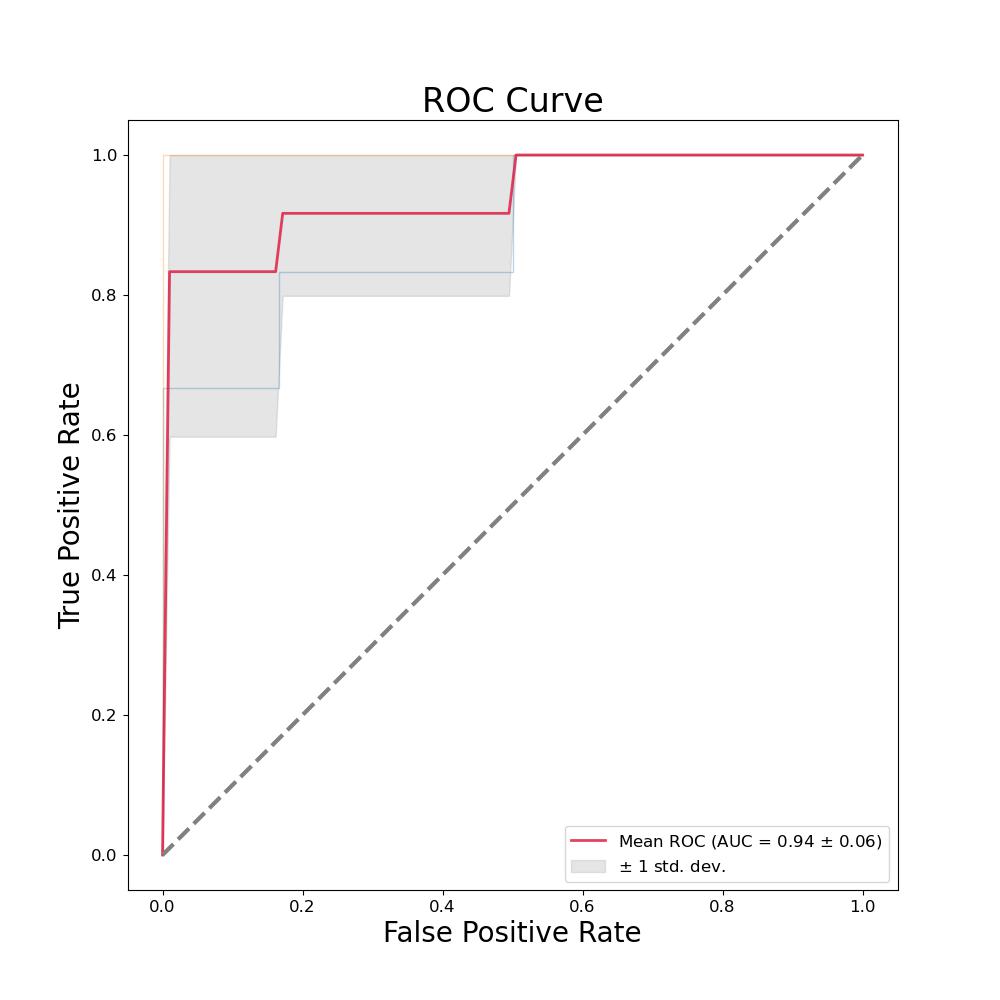 ROC Curve
True Positive Rate
1.0
0.8
0.6
0.4
0.2
0.0
Mean ROC (AUC = 0.94 ± 0.06)
± 1 std. dev.
0.0 0.2 0.4 0.6 0.8 1.0
False Positive Rate